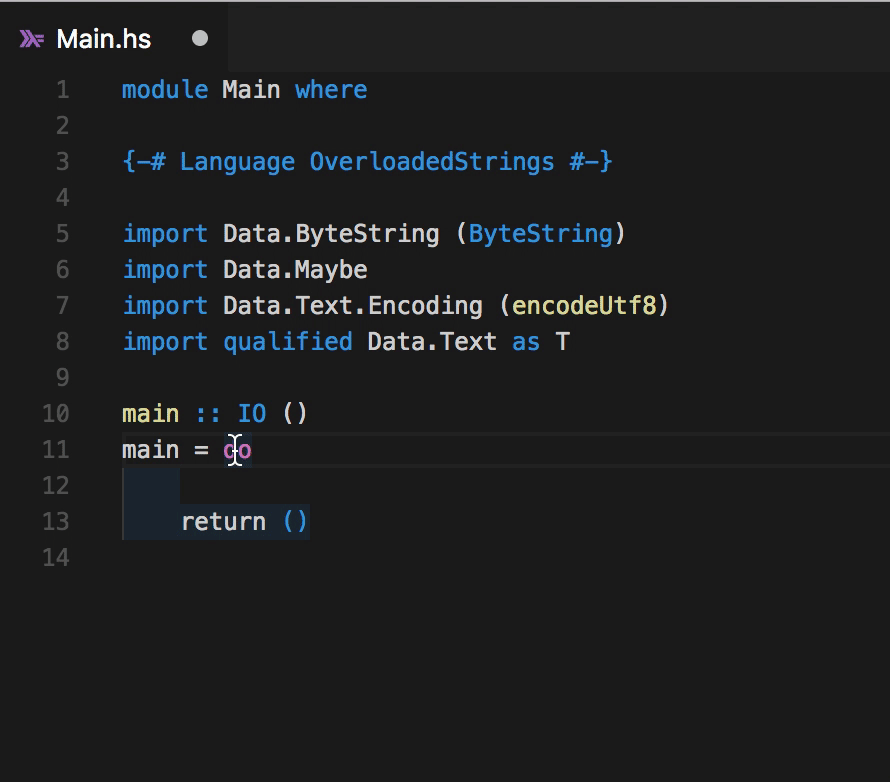 Main.hs
1 module Main where
2
3 {-# Language OverloadedStrings #-}
4
5 import Data.ByteString (ByteString)
6 import Data.Maybe
7 import Data.Text.Encoding (encodeUtf8)
8 import qualified Data.Text as T
9
10 main :: IO ()
11 main = do
12
13     return ()
14